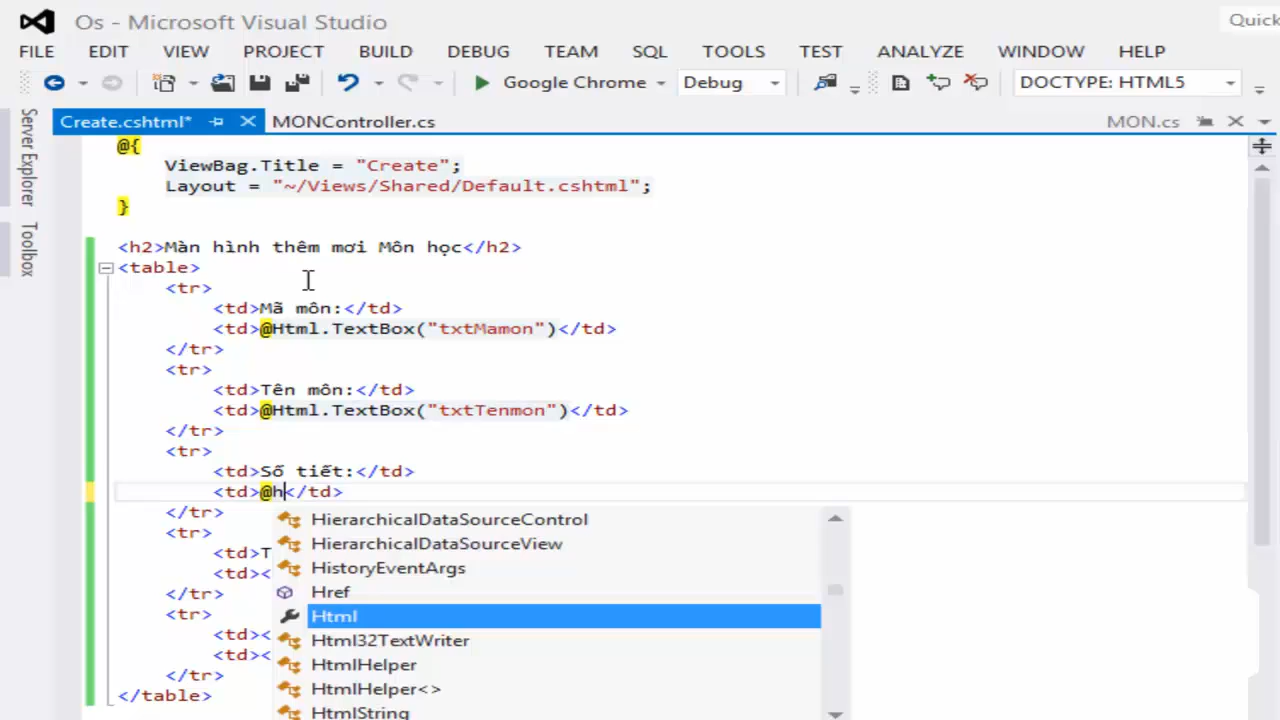 Os - Microsoft Visual Studio
Quick
FILE EDIT VIEW PROJECT BUILD DEBUG TEAM SQL TOOLS TEST ANALYZE WINDOW HELP
Google Chrome Debug DOCTYPE: HTML5
Create.cshtml* MONController.cs MON.cs
Server Explorer
Toolbox
@{
ViewBag.Title = "Create";
Layout = "~/Views/Shared/Default.cshtml";
}
<h2>Màn hình thêm mơi Môn học</h2>
<table>
<tr>
<td>Mã môn:</td>
<td>@Html.TextBox("txtMamon")</td>
</tr>
<tr>
<td>Tên môn:</td>
<td>@Html.TextBox("txtTenmon")</td>
</tr>
<tr>
<td>Số tiết:</td>
<td>@h</td>
</tr>
<tr>
<td>T
<td><
</tr>
<tr>
<td><
<td><
</tr>
</table>
HierarchicalDataSourceControl
HierarchicalDataSourceView
HistoryEventArgs
Href
Html
Html32TextWriter
HtmlHelper
HtmlHelper<>
HtmlString